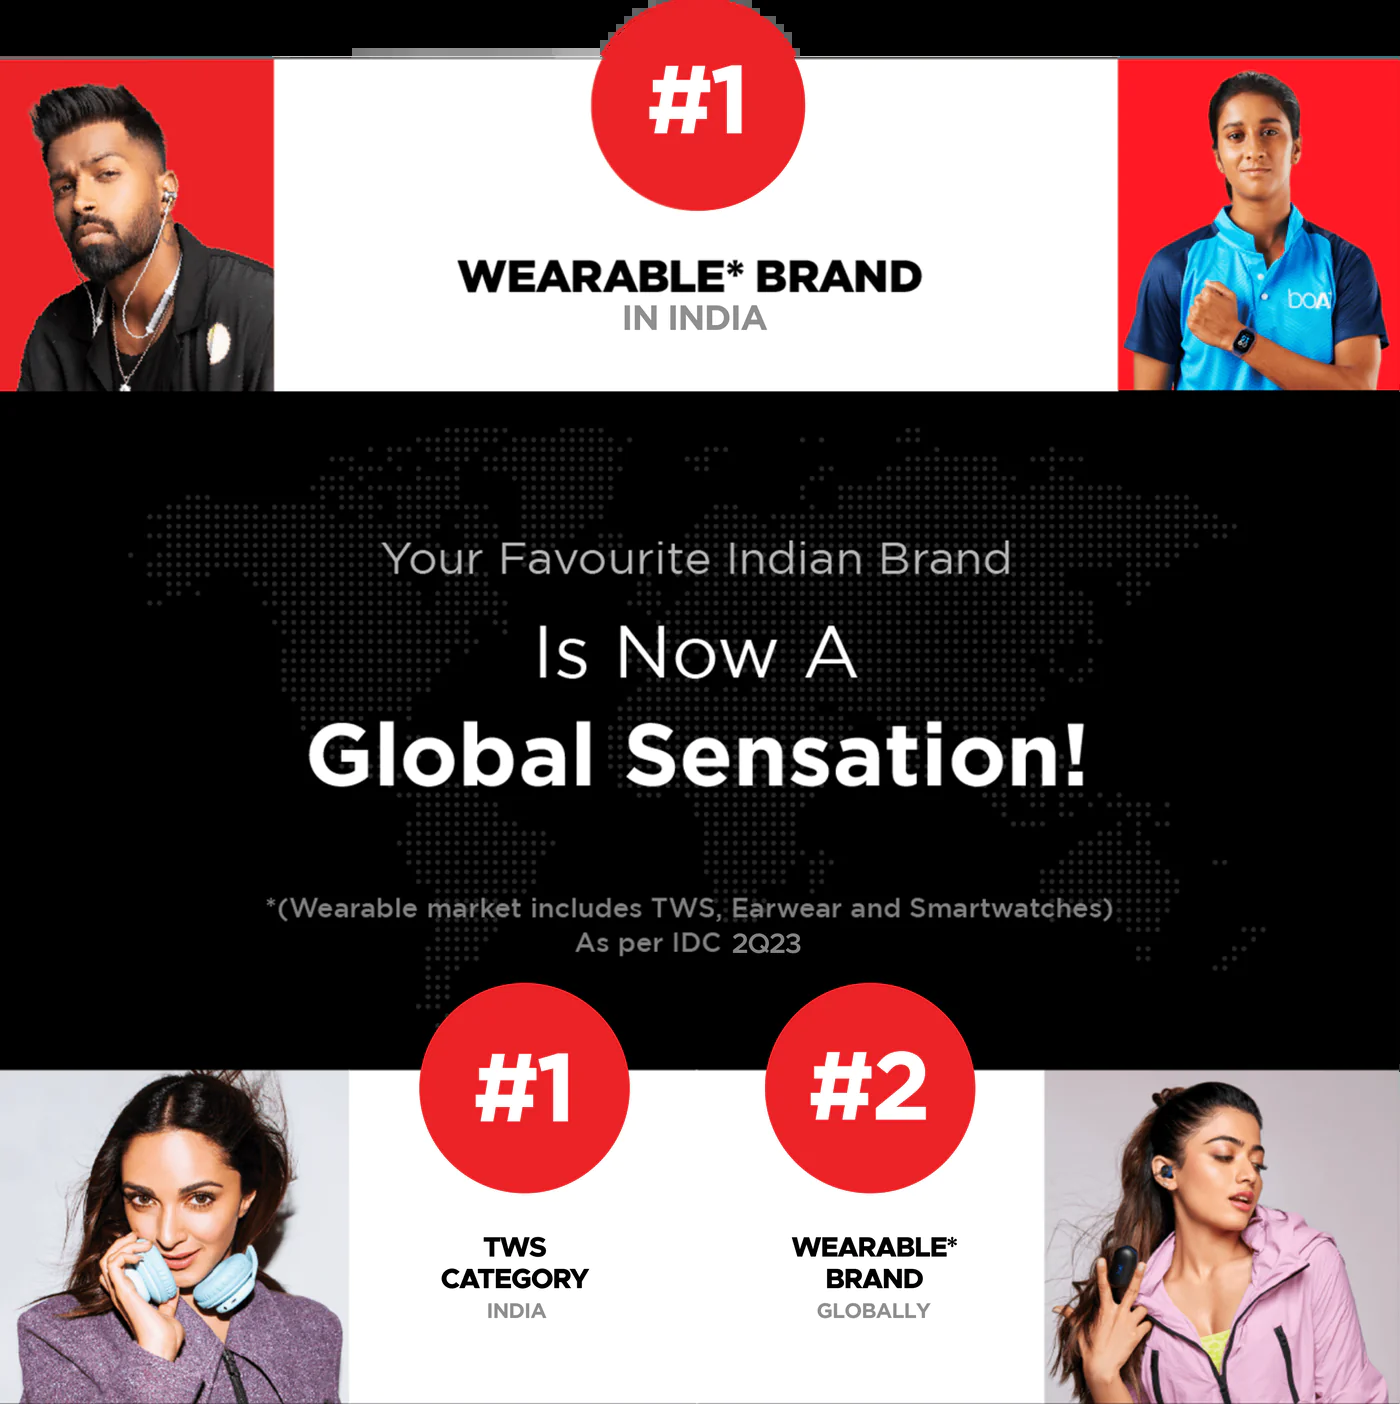 #1
WEARABLE* BRAND
IN INDIA
boAt
Your Favourite Indian Brand
Is Now A
Global Sensation!
*(Wearable market includes TWS, Earwear and Smartwatches)
As per IDC 2Q23
#1
#2
TWS
CATEGORY
INDIA
WEARABLE*
BRAND
GLOBALLY